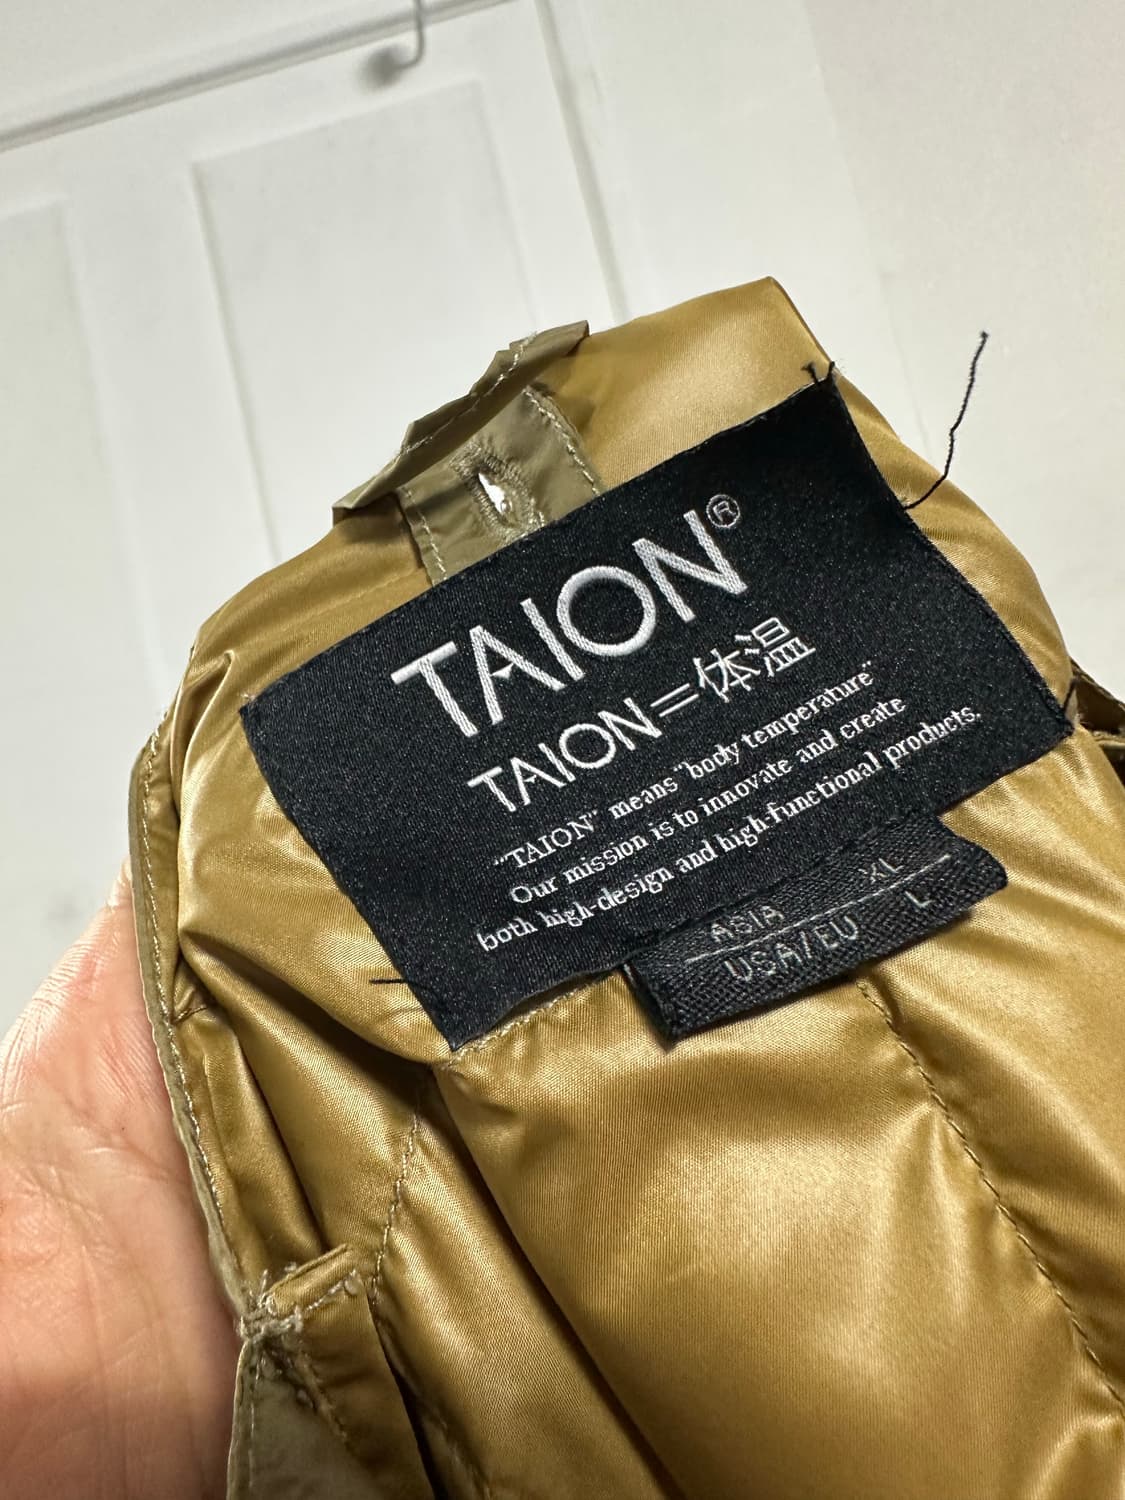 TAION®
TAION=体温
"TAION" means "body temperature"
Our mission is to innovate and create
both high-design and high-functional products.
ASIA XL
USA/EU L